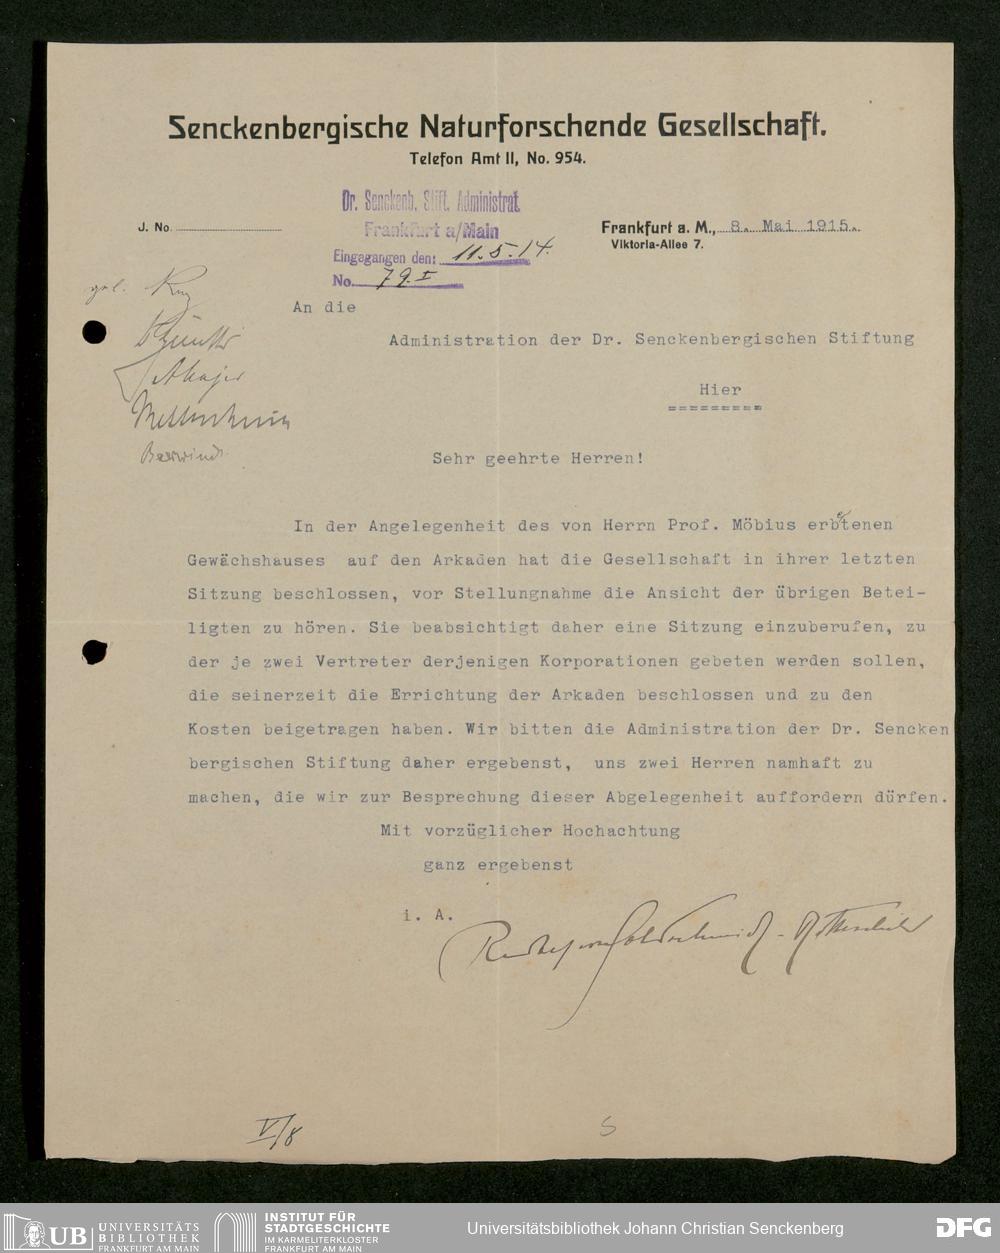 Senckenbergische Naturforschende Gesellschaft.
Telefon Amt II, No. 954.
Dr. Senckenb. Stift. Administrat.
Frankfurt a/Main
Eingegangen den: 11.5.14.
No. 79.I
J. No.
Frankfurt a. M., 8. Mai 1915.
Viktoria-Allee 7.
gel.
An die
Administration der Dr. Senckenbergischen Stiftung
Hier
=========
Sehr geehrte Herren!
In der Angelegenheit des von Herrn Prof. Möbius erbetenen
Gewächshauses auf den Arkaden hat die Gesellschaft in ihrer letzten
Sitzung beschlossen, vor Stellungnahme die Ansicht der übrigen Betei-
ligten zu hören. Sie beabsichtigt daher eine Sitzung einzuberufen, zu
der je zwei Vertreter derjenigen Korporationen gebeten werden sollen,
die seinerzeit die Errichtung der Arkaden beschlossen und zu den
Kosten beigetragen haben. Wir bitten die Administration der Dr. Sencken
bergischen Stiftung daher ergebenst, uns zwei Herren namhaft zu
machen, die wir zur Besprechung dieser Abgelegenheit auffordern dürfen.
Mit vorzüglicher Hochachtung
ganz ergebenst
i. A.
V/8
UB UNIVERSITÄTS
BIBLIOTHEK
FRANKFURT AM MAIN
INSTITUT FÜR
STADTGESCHICHTE
IM KARMELITERKLOSTER
FRANKFURT AM MAIN
Universitätsbibliothek Johann Christian Senckenberg
DFG